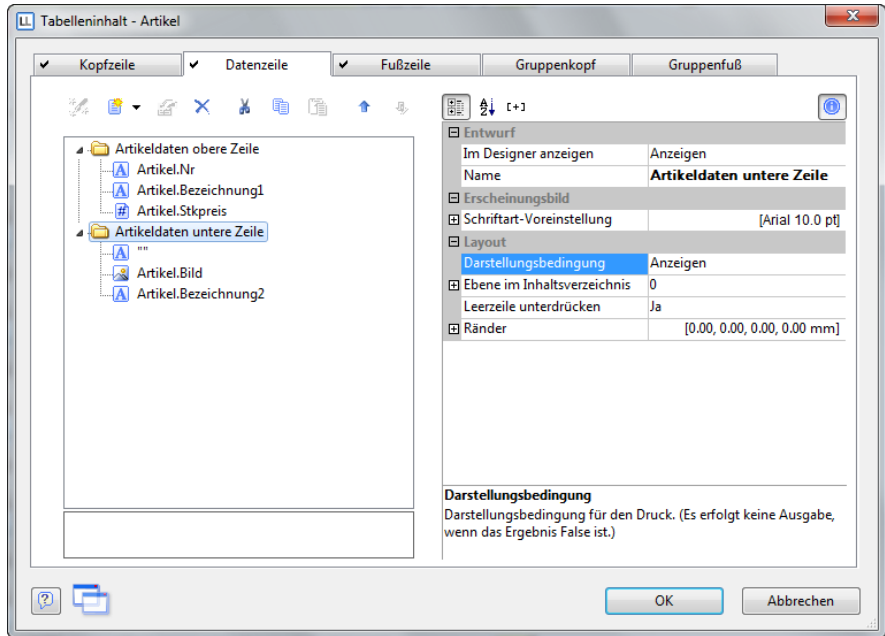 LL Tabelleninhalt - Artikel
Kopfzeile Datenzeile Fußzeile Gruppenkopf Gruppenfuß
A Z [+]
Artikeldaten obere Zeile
A Artikel.Nr
A Artikel.Bezeichnung1
# Artikel.Stkpreis
Artikeldaten untere Zeile
A ""
Artikel.Bild
A Artikel.Bezeichnung2
Entwurf
Im Designer anzeigen Anzeigen
Name Artikeldaten untere Zeile
Erscheinungsbild
Schriftart-Voreinstellung [Arial 10.0 pt]
Layout
Darstellungsbedingung Anzeigen
Ebene im Inhaltsverzeichnis 0
Leerzeile unterdrücken Ja
Ränder [0.00, 0.00, 0.00, 0.00 mm]
Darstellungsbedingung
Darstellungsbedingung für den Druck. (Es erfolgt keine Ausgabe,
wenn das Ergebnis False ist.)
OK Abbrechen